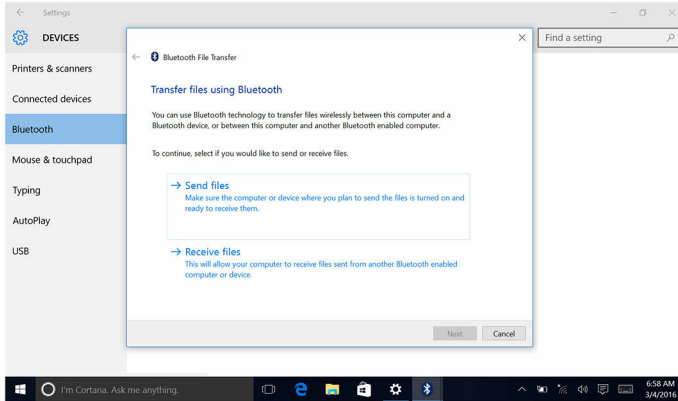 Settings
DEVICES
Find a setting
Printers & scanners
Connected devices
Bluetooth
Mouse & touchpad
Typing
AutoPlay
USB
Bluetooth File Transfer
Transfer files using Bluetooth
You can use Bluetooth technology to transfer files wirelessly between this computer and a
Bluetooth device, or between this computer and another Bluetooth enabled computer.
To continue, select if you would like to send or receive files.
Send files
Make sure the computer or device where you plan to send the files is turned on and
ready to receive them.
Receive files
This will allow your computer to receive files sent from another Bluetooth enabled
computer or device.
Next
Cancel
I'm Cortana. Ask me anything.
6:58 AM
3/4/2016